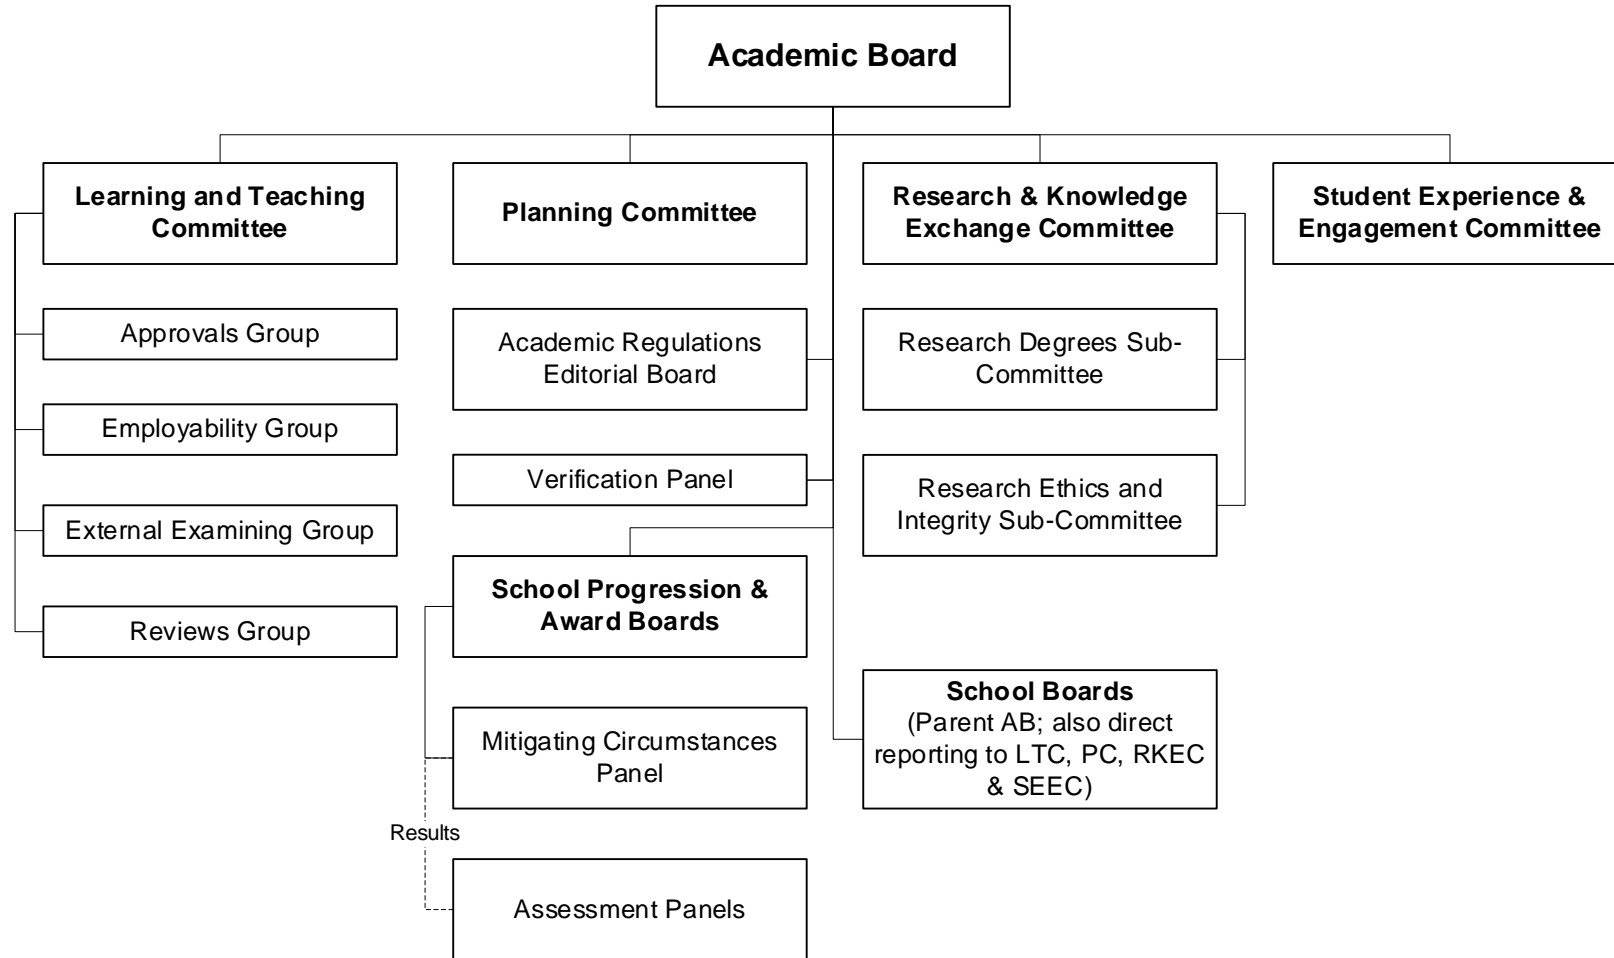 Academic Board
Learning and Teaching
Committee
Planning Committee
Research & Knowledge
Exchange Committee
Student Experience &
Engagement Committee
Approvals Group
Employability Group
External Examining Group
Reviews Group
Academic Regulations
Editorial Board
Verification Panel
School Progression &
Award Boards
Mitigating Circumstances
Panel
Results
Assessment Panels
Research Degrees Sub-
Committee
Research Ethics and
Integrity Sub-Committee
School Boards
(Parent AB; also direct
reporting to LTC, PC, RKEC
& SEEC)